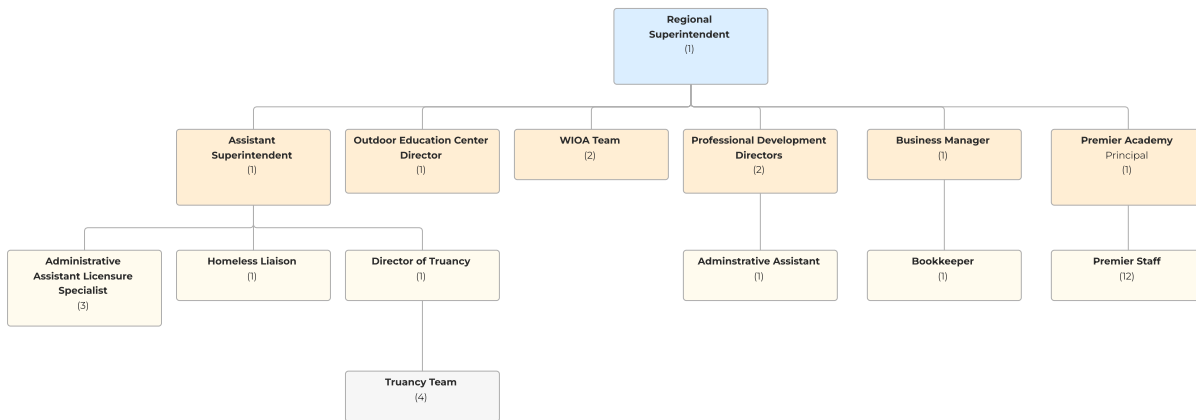 Regional
Superintendent
(1)
Assistant
Superintendent
(1)
Outdoor Education Center
Director
(1)
WIOA Team
(2)
Professional Development
Directors
(2)
Business Manager
(1)
Premier Academy
Principal
(1)
Administrative
Assistant Licensure
Specialist
(3)
Homeless Liaison
(1)
Director of Truancy
(1)
Adminstrative Assistant
(1)
Bookkeeper
(1)
Premier Staff
(12)
Truancy Team
(4)